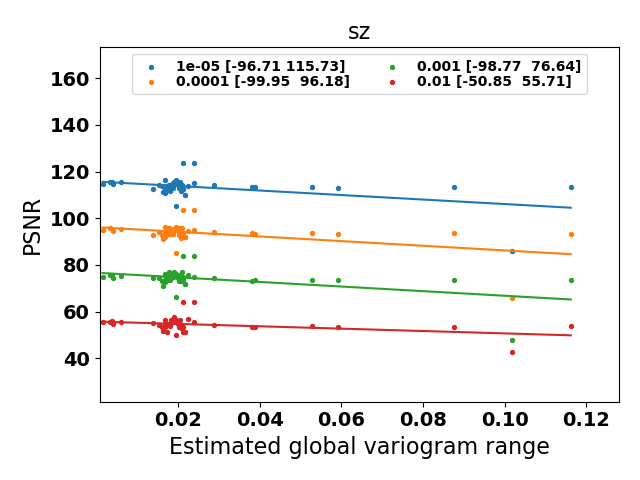 sz
1e-05 [-96.71 115.73]
0.0001 [-99.95  96.18]
0.001 [-98.77  76.64]
0.01 [-50.85  55.71]
PSNR
160
140
120
100
80
60
40
0.02 0.04 0.06 0.08 0.10 0.12
Estimated global variogram range